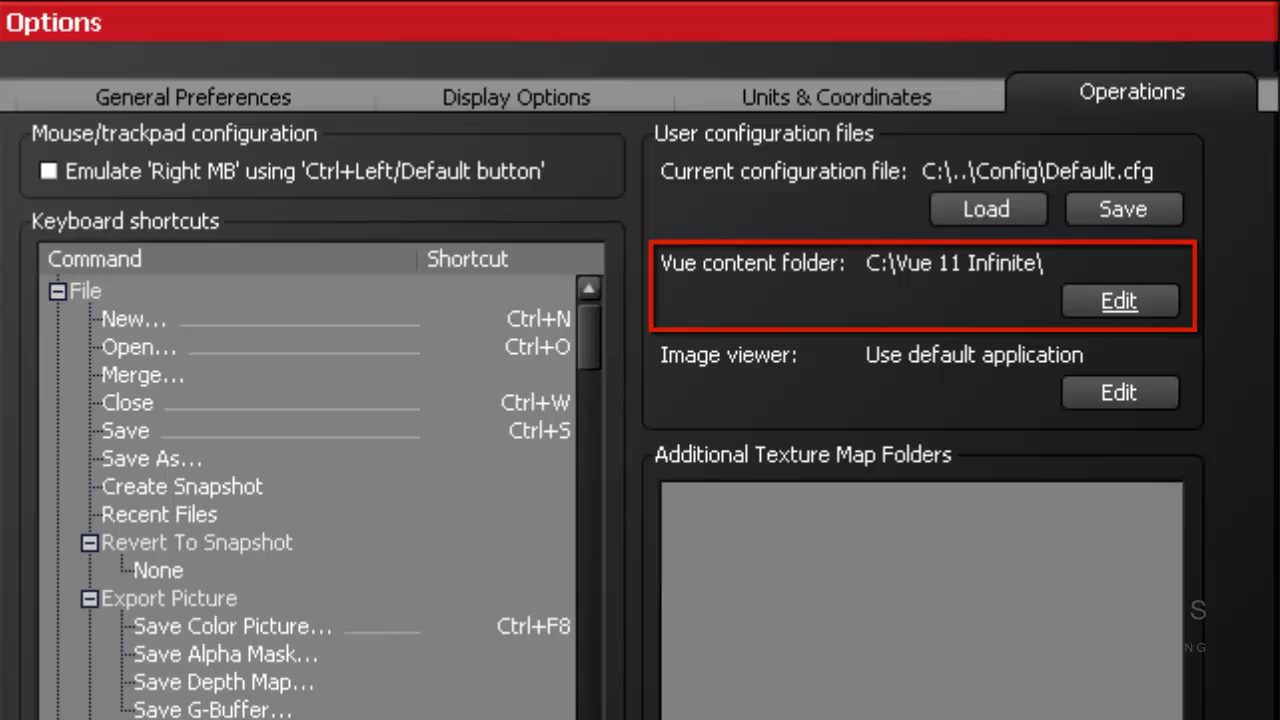 Options
General Preferences
Display Options
Units & Coordinates
Operations
Mouse/trackpad configuration
Emulate 'Right MB' using 'Ctrl+Left/Default button'
Keyboard shortcuts
Command Shortcut
File
New... Ctrl+N
Open... Ctrl+O
Merge...
Close Ctrl+W
Save Ctrl+S
Save As...
Create Snapshot
Recent Files
Revert To Snapshot
None
Export Picture
Save Color Picture... Ctrl+F8
Save Alpha Mask...
Save Depth Map...
Save G-Buffer...
User configuration files
Current configuration file: C:\..\Config\Default.cfg
Load Save
Vue content folder: C:\Vue 11 Infinite\
Edit
Image viewer: Use default application
Edit
Additional Texture Map Folders
S
NG